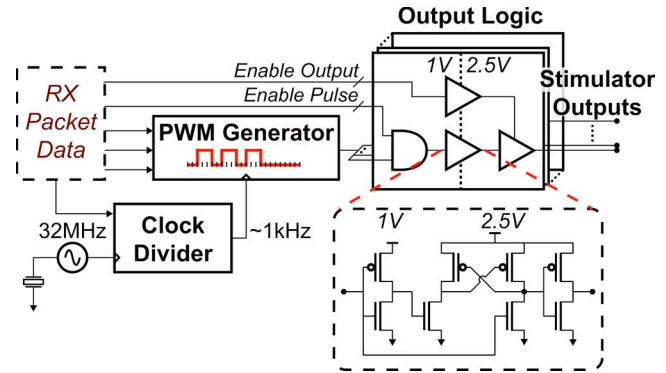 Output Logic
1V 2.5V
Enable Output
Enable Pulse
Stimulator
Outputs
RX
Packet
Data
PWM Generator
32MHz
Clock
Divider
~1kHz
1V
2.5V